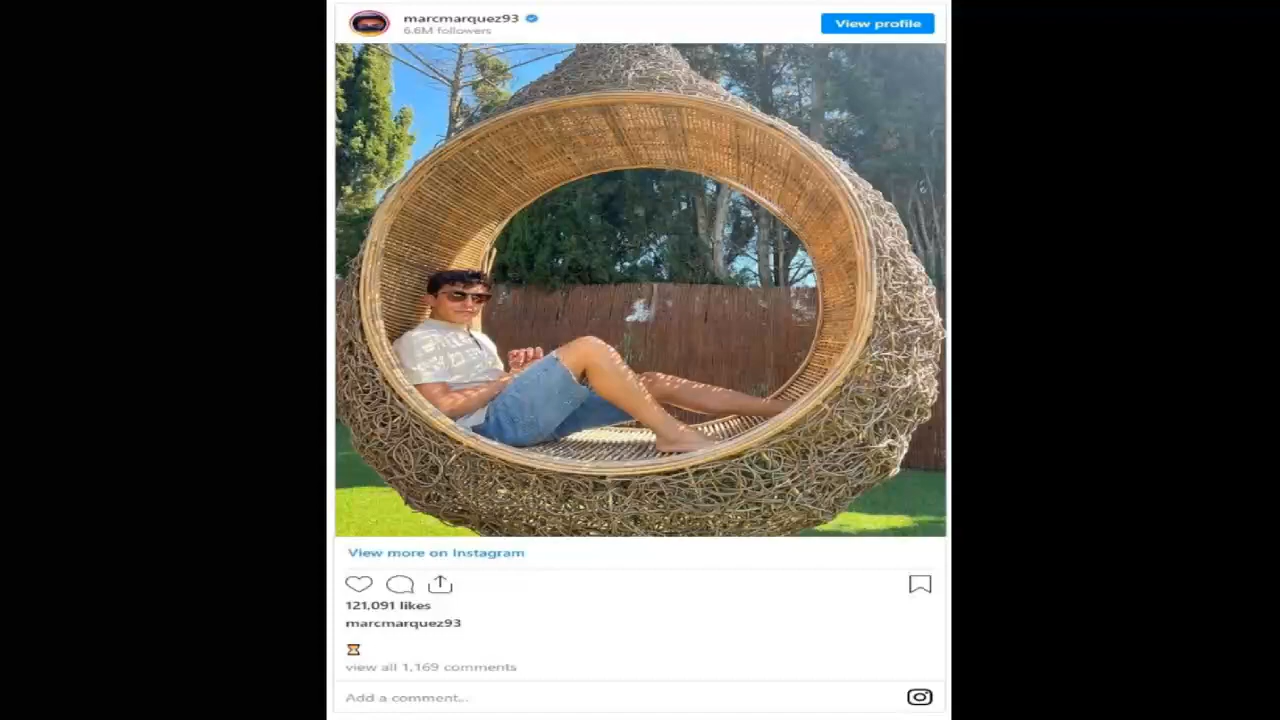 marcmarquez93
6.6M followers
View profile
View more on Instagram
121,091 likes
marcmarquez93
view all 1,169 comments
Add a comment...